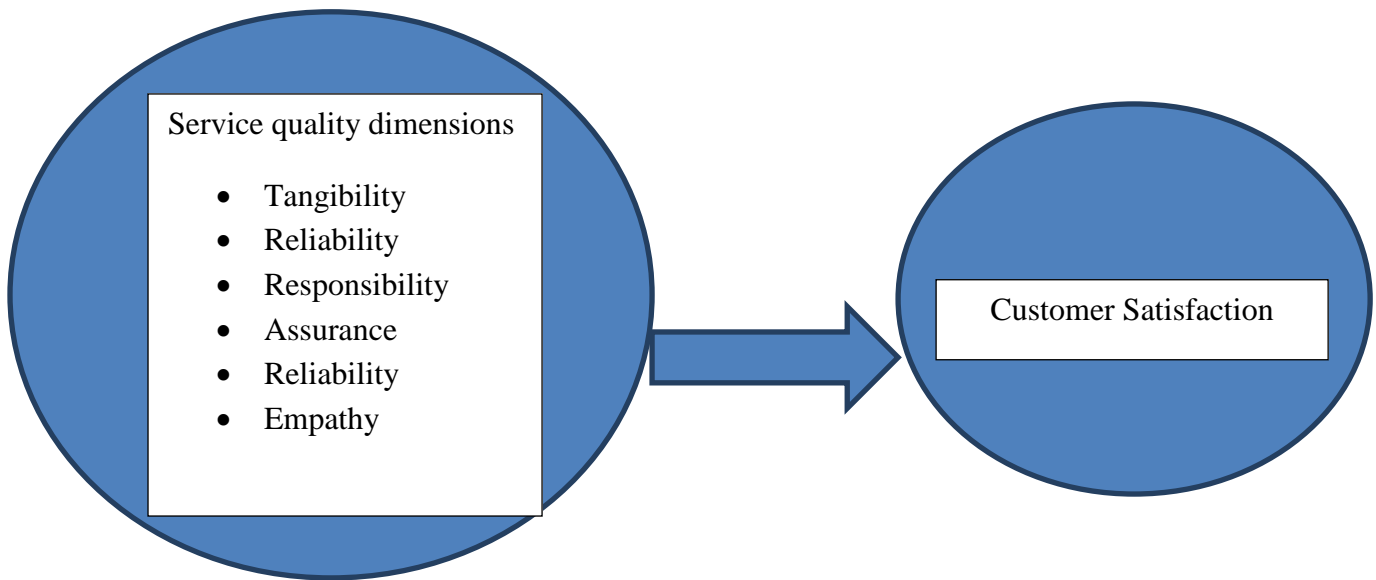 Service quality dimensions
• Tangibility
• Reliability
• Responsibility
• Assurance
• Reliability
• Empathy
Customer Satisfaction